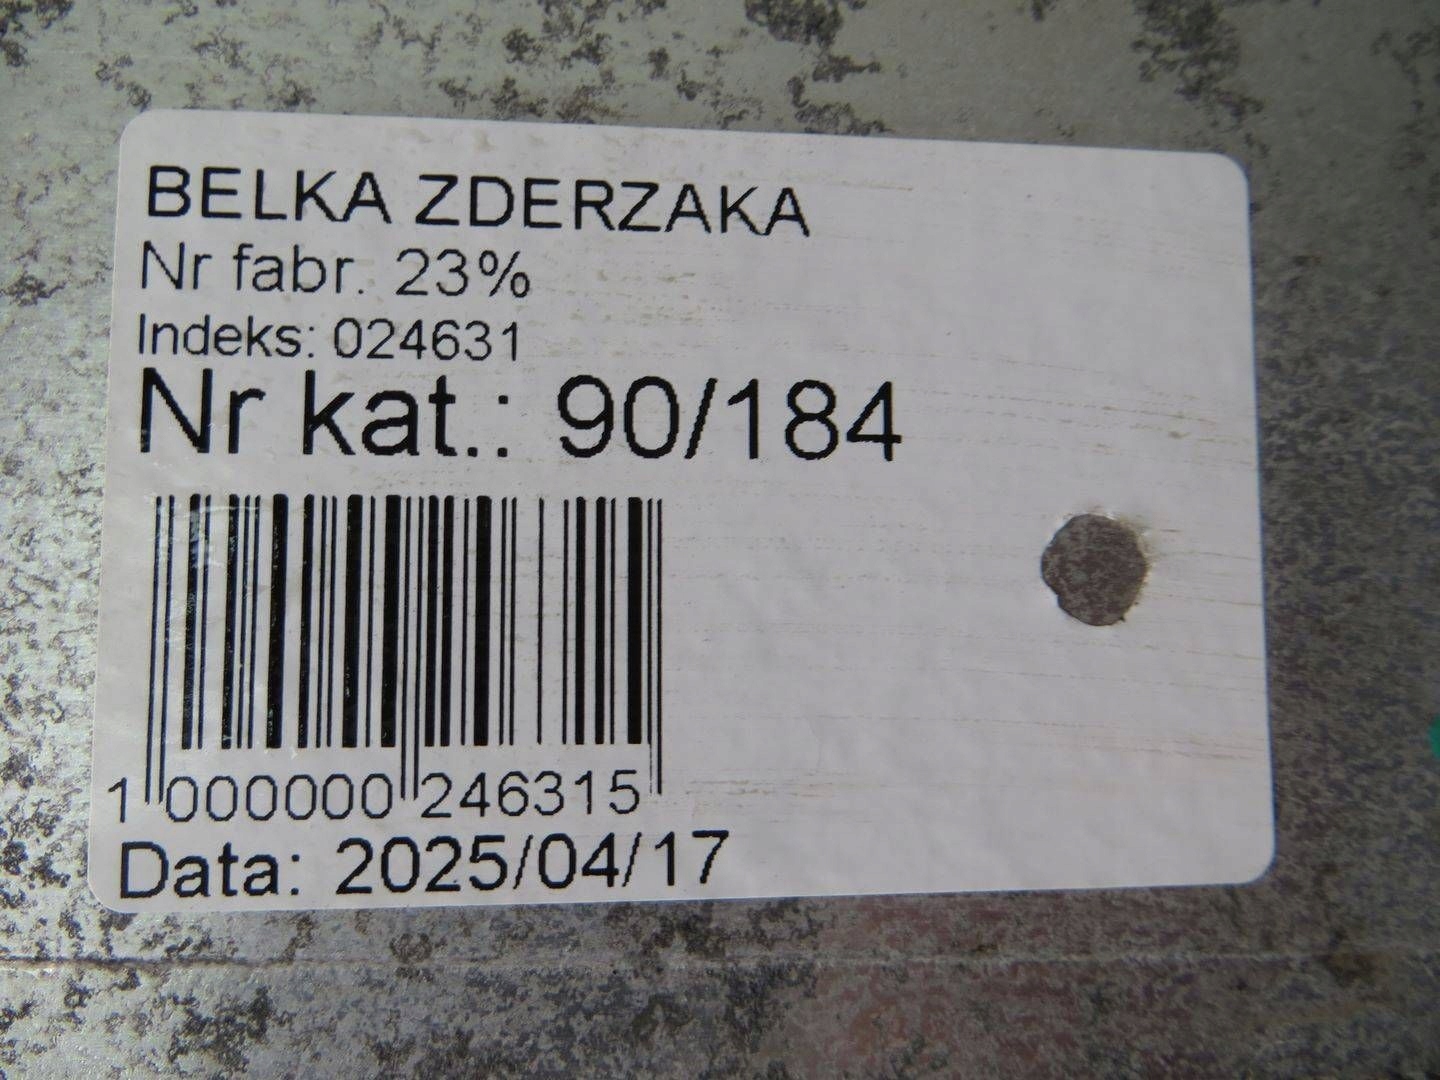 BELKA ZDERZAKA
Nr fabr. 23%
Indeks: 024631
Nr kat.: 90/184
1 000000 246315
Data: 2025/04/17